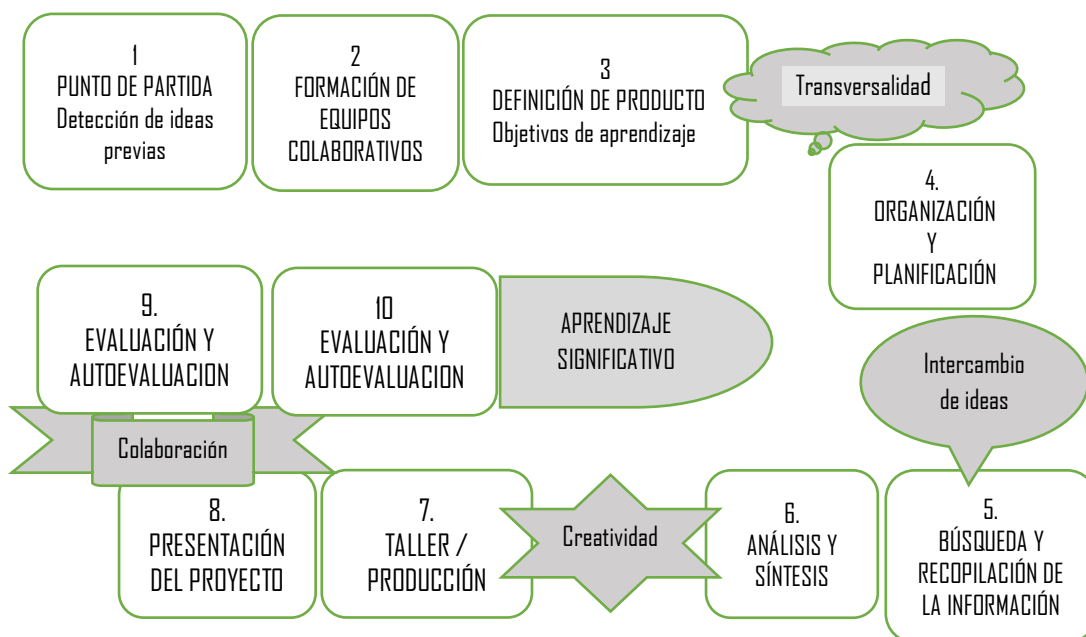 1
PUNTO DE PARTIDA
Detección de ideas
previas
2
FORMACIÓN DE
EQUIPOS
COLABORATIVOS
3
DEFINICIÓN DE PRODUCTO
Objetivos de aprendizaje
Transversalidad
4.
ORGANIZACIÓN
Y
PLANIFICACIÓN
Intercambio
de ideas
5.
BÚSQUEDA Y
RECOPILACIÓN DE
LA INFORMACIÓN
6.
ANÁLISIS Y
SÍNTESIS
Creatividad
7.
TALLER /
PRODUCCIÓN
8.
PRESENTACIÓN
DEL PROYECTO
Colaboración
9.
EVALUACIÓN Y
AUTOEVALUACION
10
EVALUACIÓN Y
AUTOEVALUACION
APRENDIZAJE
SIGNIFICATIVO